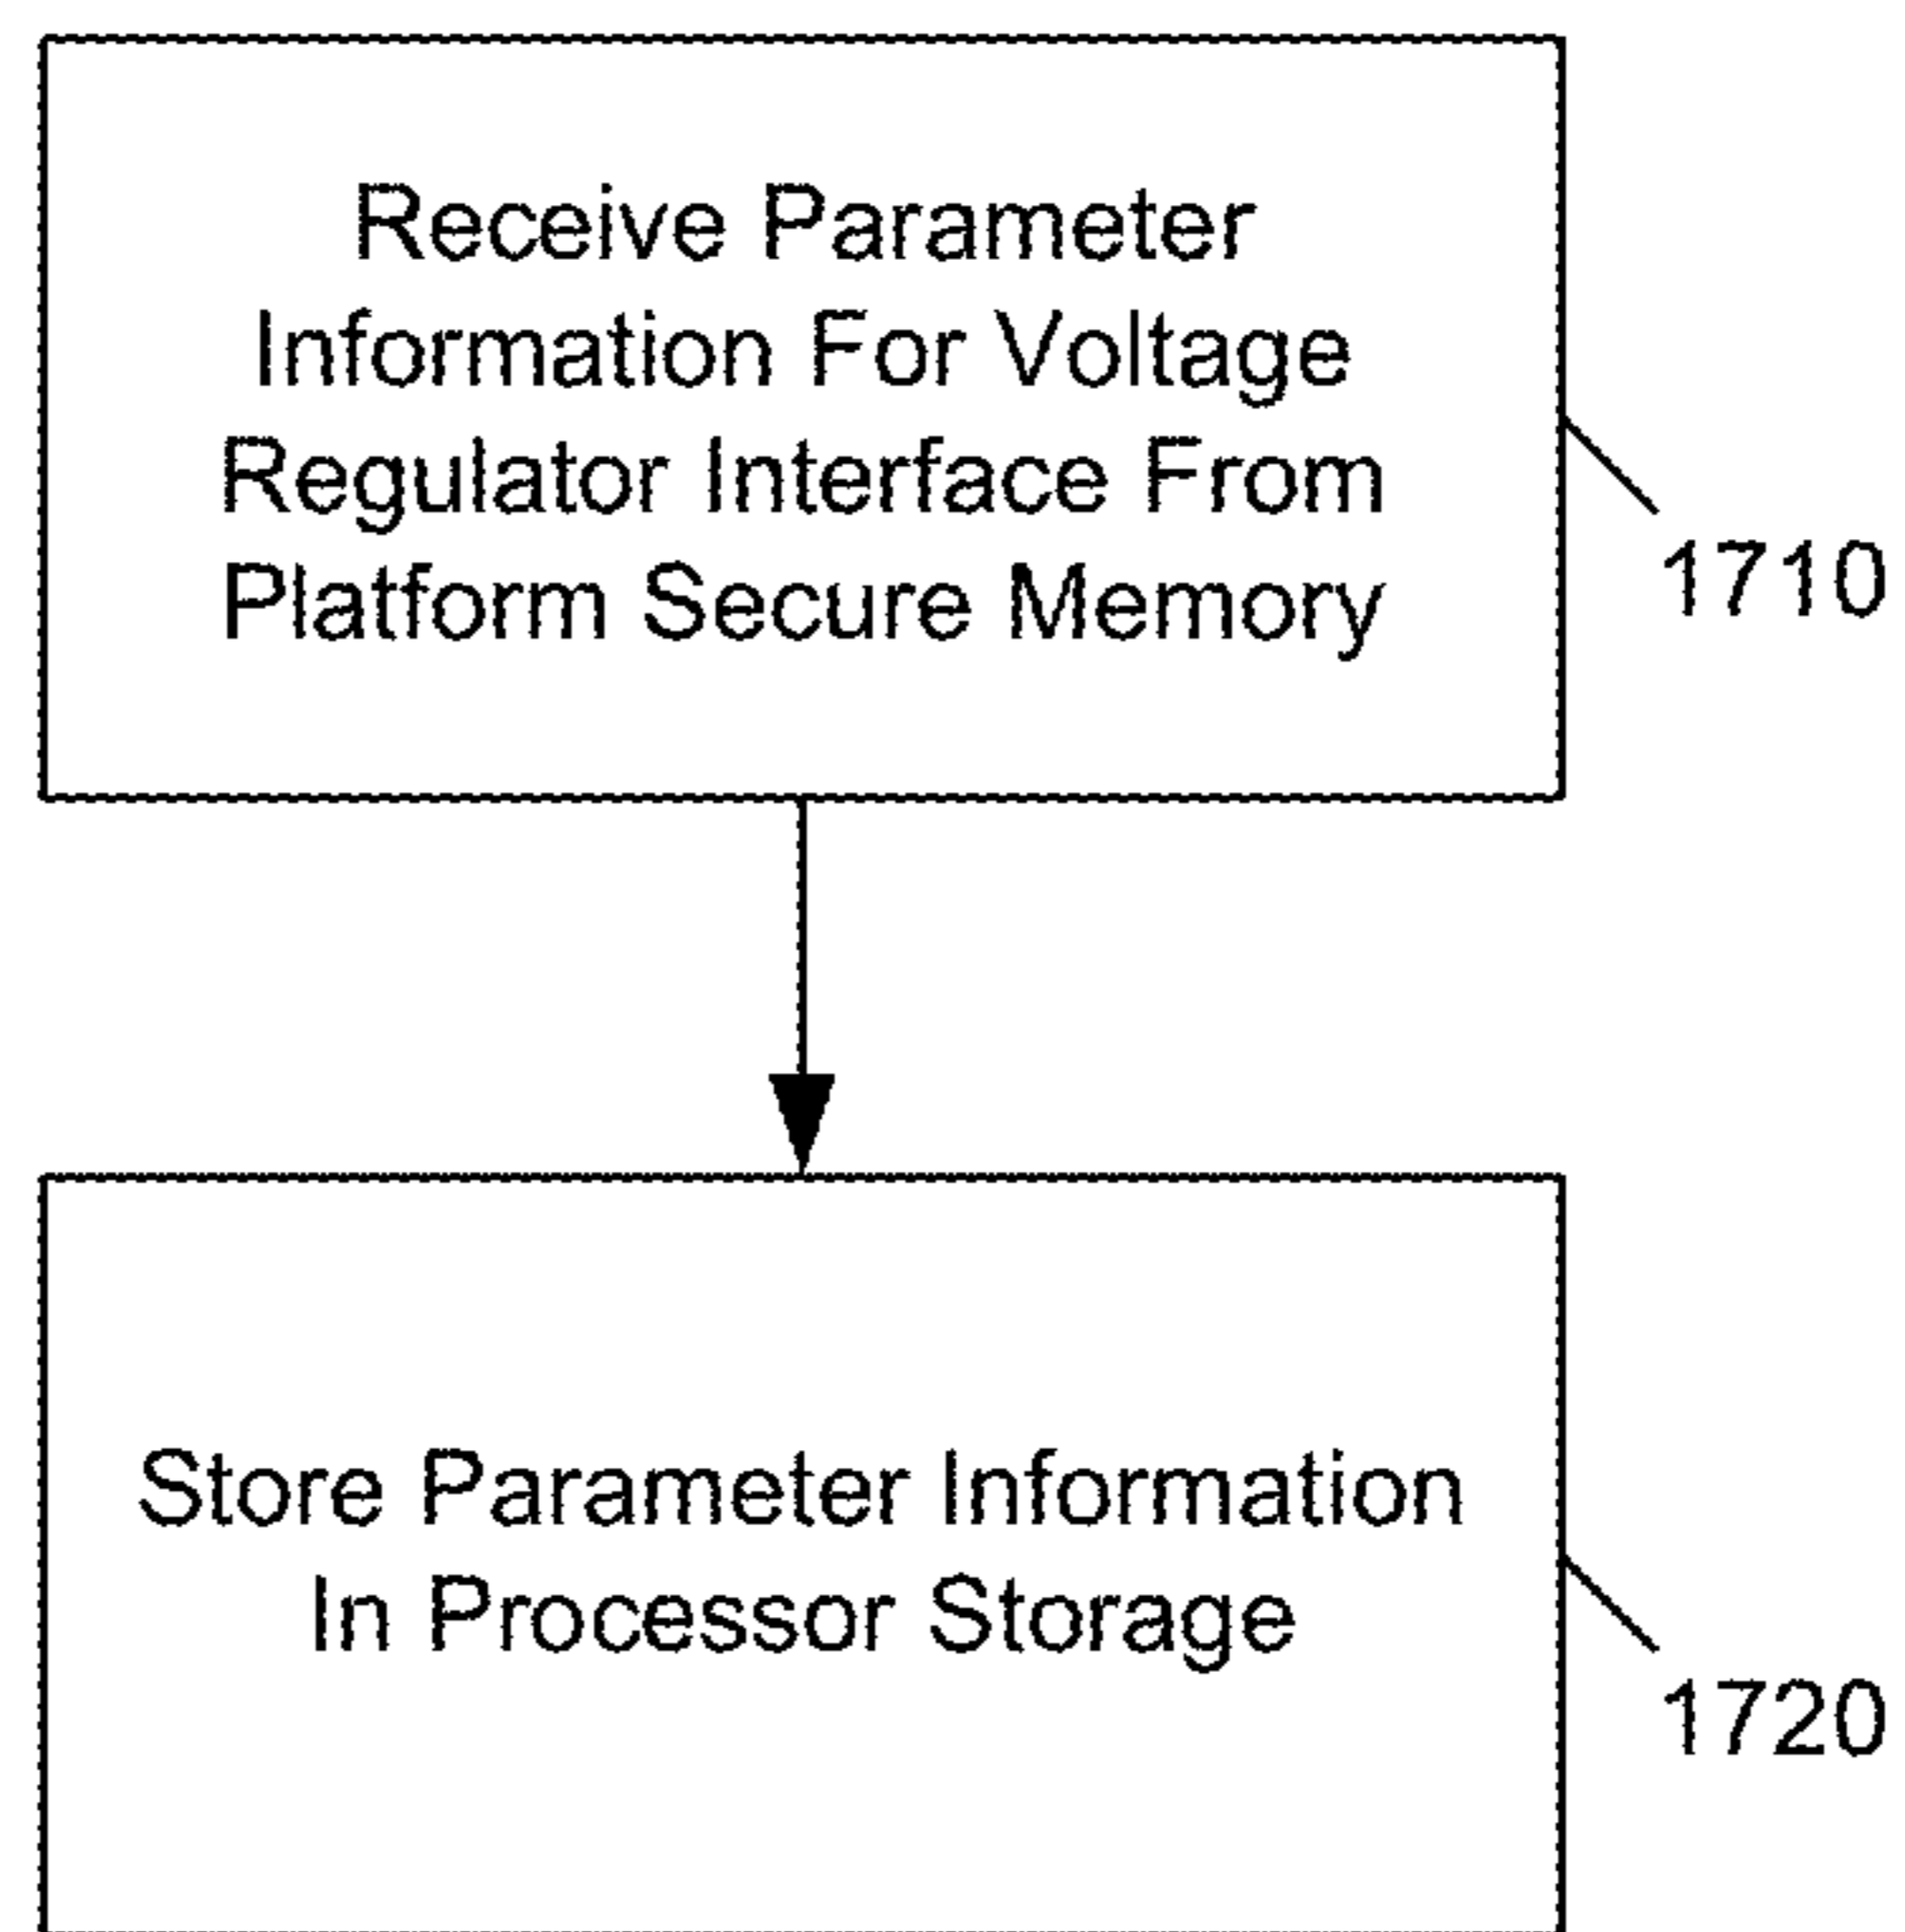 Receive Parameter
Information For Voltage
Regulator Interface From
Platform Secure Memory
1710
Store Parameter Information
In Processor Storage
1720